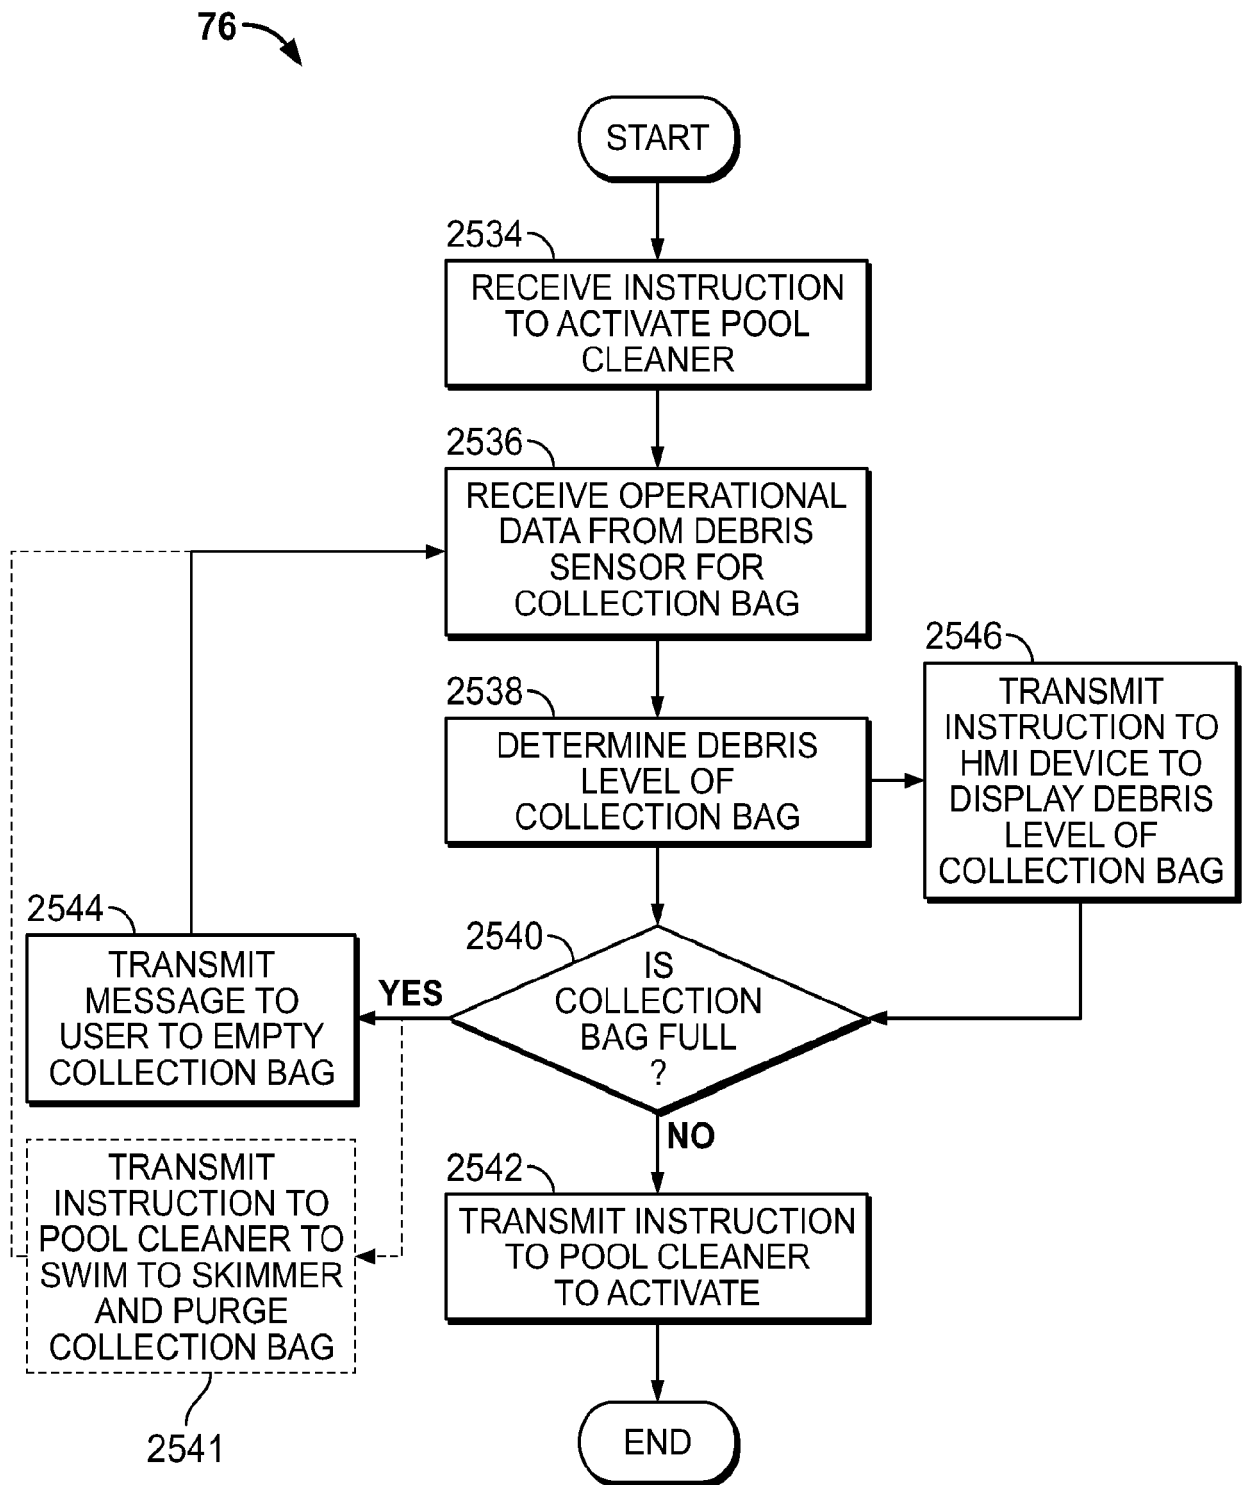 76
START
2534
RECEIVE INSTRUCTION
TO ACTIVATE POOL
CLEANER
2536
RECEIVE OPERATIONAL
DATA FROM DEBRIS
SENSOR FOR
COLLECTION BAG
2538
DETERMINE DEBRIS
LEVEL OF
COLLECTION BAG
2546
TRANSMIT
INSTRUCTION TO
HMI DEVICE TO
DISPLAY DEBRIS
LEVEL OF
COLLECTION BAG
2540
IS
COLLECTION
BAG FULL
?
YES
2544
TRANSMIT
MESSAGE TO
USER TO EMPTY
COLLECTION BAG
TRANSMIT
INSTRUCTION TO
POOL CLEANER TO
SWIM TO SKIMMER
AND PURGE
COLLECTION BAG
2541
NO
2542
TRANSMIT INSTRUCTION
TO POOL CLEANER
TO ACTIVATE
END